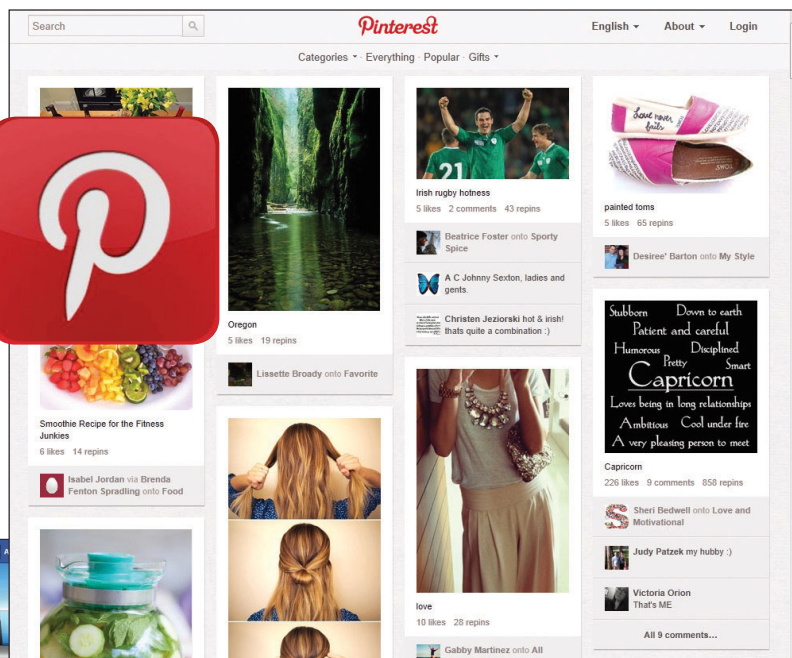 Search
Pinterest
English
About
Login
Categories · Everything · Popular · Gifts
Smoothie Recipe for the Fitness
Junkies
6 likes 14 repins
Isabel Jordan via Brenda
Fenton Spradling onto Food
Oregon
5 likes 19 repins
Lissette Broady onto Favorite
21
Irish rugby hotness
5 likes 2 comments 43 repins
Beatrice Foster onto Sporty
Spice
A C Johnny Sexton, ladies and
gents.
Christen Jeziorski hot & irish!
thats quite a combination :)
love
10 likes 28 repins
Gabby Martinez onto All
Love never
fails
TOMS
painted toms
5 likes 65 repins
Desiree' Barton onto My Style
Stubborn Down to earth
Patient and careful
Humorous Disciplined
Pretty Smart
Capricorn
Loves being in long relationships
Ambitious Cool under fire
A very pleasing person to meet
Capricorn
226 likes 9 comments 858 repins
Sheri Bedwell onto Love and
Motivational
Judy Patzek my hubby :)
Victoria Orion
That's ME
All 9 comments...